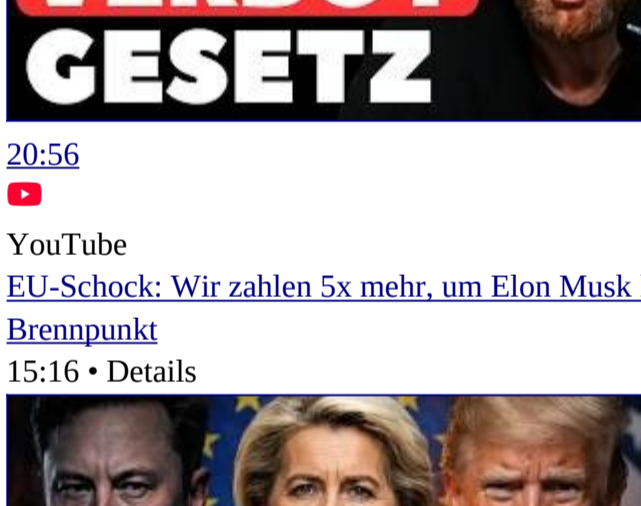 GESETZ
20:56
YouTube
EU-Schock: Wir zahlen 5x mehr, um Elon Musk
Brennpunkt
15:16 • Details